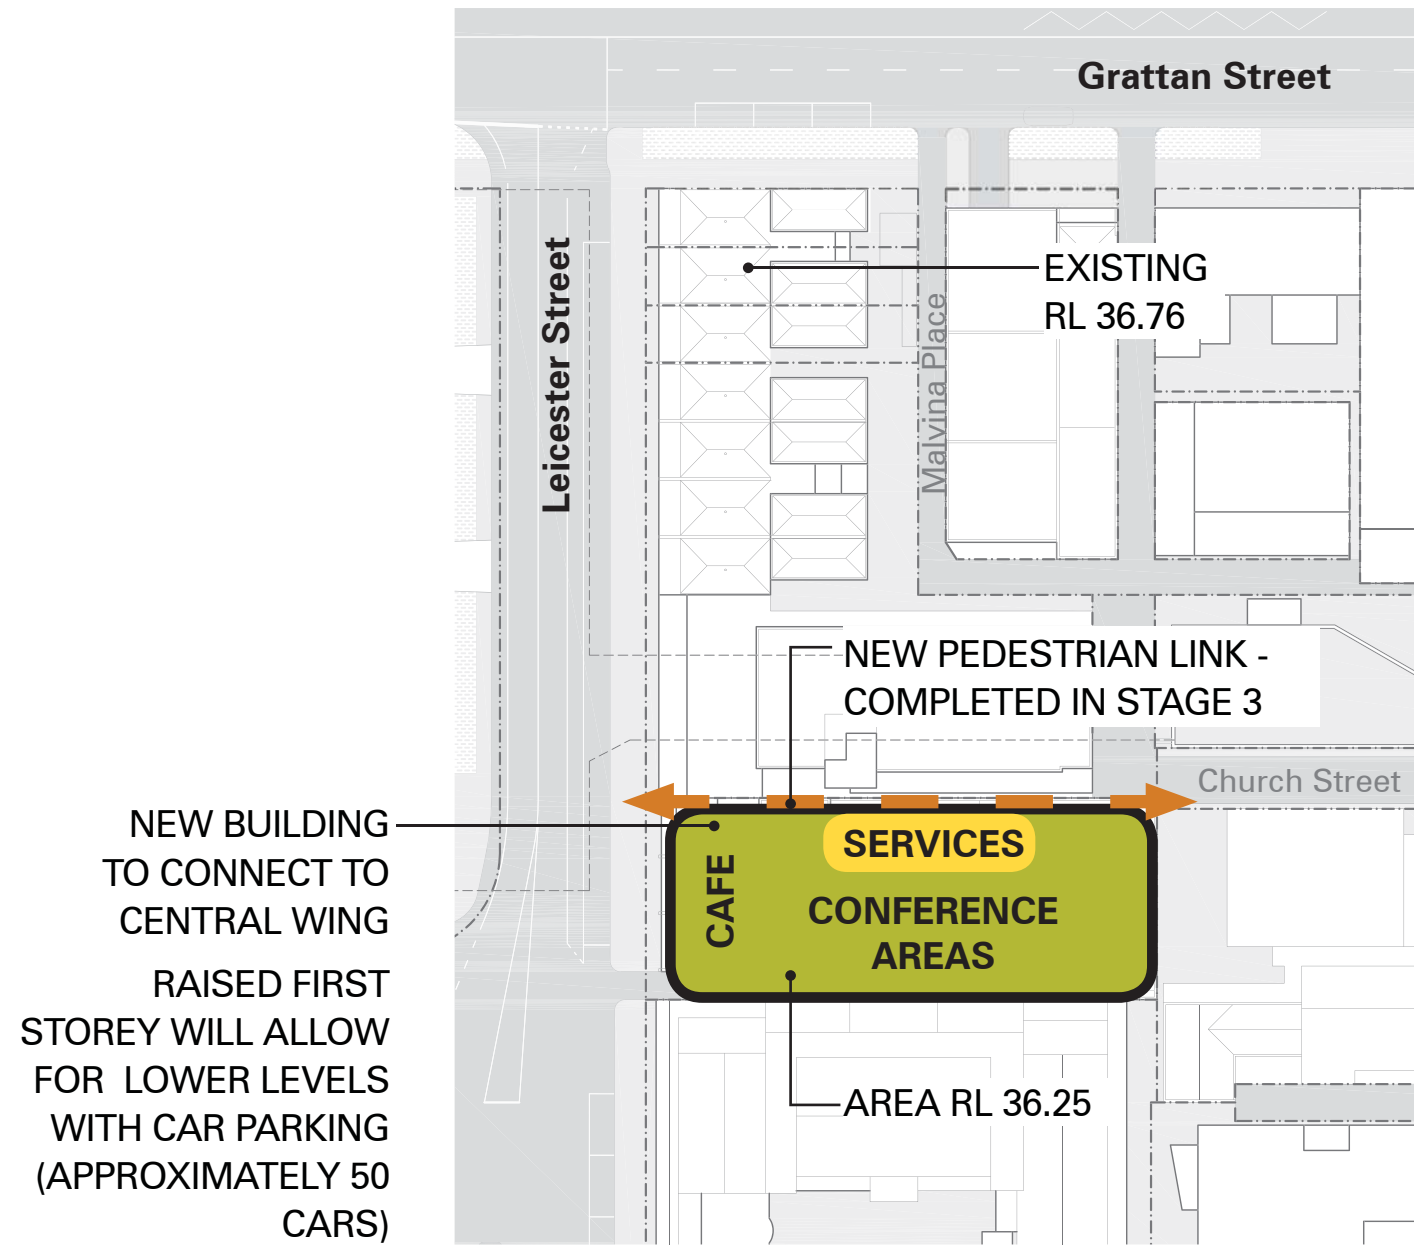 Grattan Street
Leicester Street
EXISTING
RL 36.76
Malvina Place
NEW PEDESTRIAN LINK -
COMPLETED IN STAGE 3
Church Street
NEW BUILDING
TO CONNECT TO
CENTRAL WING
SERVICES
CAFE
CONFERENCE
AREAS
RAISED FIRST
STOREY WILL ALLOW
FOR LOWER LEVELS
WITH CAR PARKING
(APPROXIMATELY 50
CARS)
AREA RL 36.25